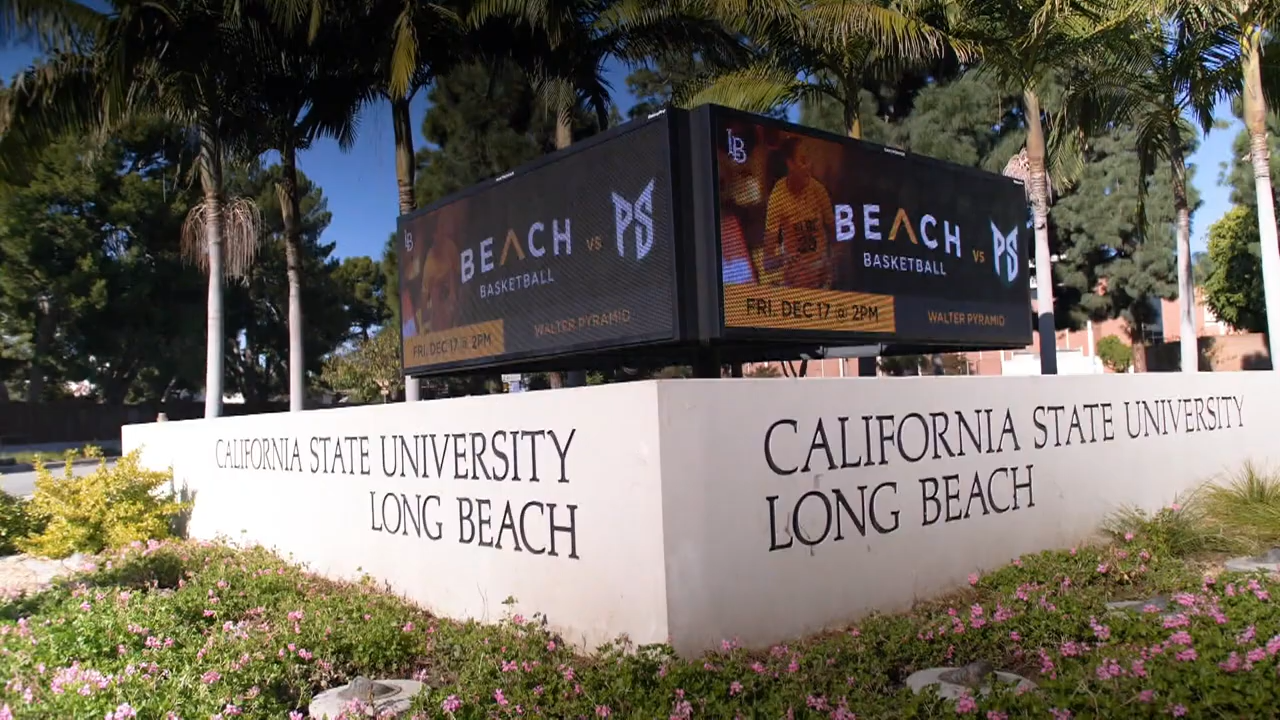 LB
BEACH
BASKETBALL
VS
PS
FRI. DEC 17 @ 2PM
WALTER PYRAMID
LB
BEACH
BASKETBALL
VS
PS
FRI. DEC 17 @ 2PM
WALTER PYRAMID
CALIFORNIA STATE UNIVERSITY
LONG BEACH
CALIFORNIA STATE UNIVERSITY
LONG BEACH